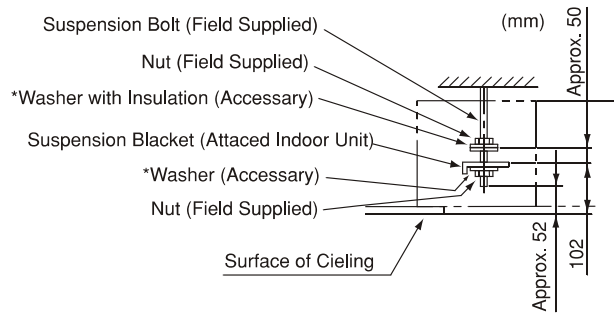 Suspension Bolt (Field Supplied)
(mm)
Approx. 50
Nut (Field Supplied)
*Washer with Insulation (Accessary)
Suspension Blacket (Attaced Indoor Unit)
*Washer (Accessary)
Nut (Field Supplied)
Surface of Cieling
Approx. 52
102